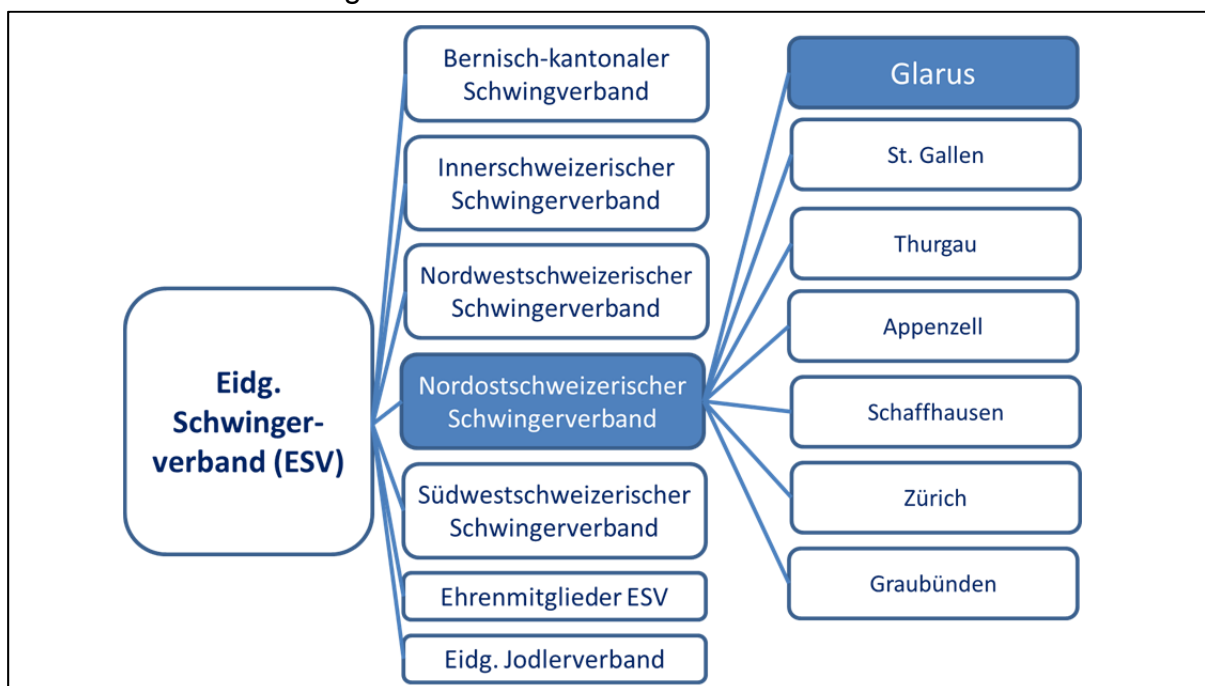 Eidg.
Schwinger-
verband (ESV)
Bernisch-kantonaler
Schwingverband
Innerschweizerischer
Schwingerverband
Nordwestschweizerischer
Schwingerverband
Nordostschweizerischer
Schwingerverband
Südwestschweizerischer
Schwingerverband
Ehrenmitglieder ESV
Eidg. Jodlerverband
Glarus
St. Gallen
Thurgau
Appenzell
Schaffhausen
Zürich
Graubünden